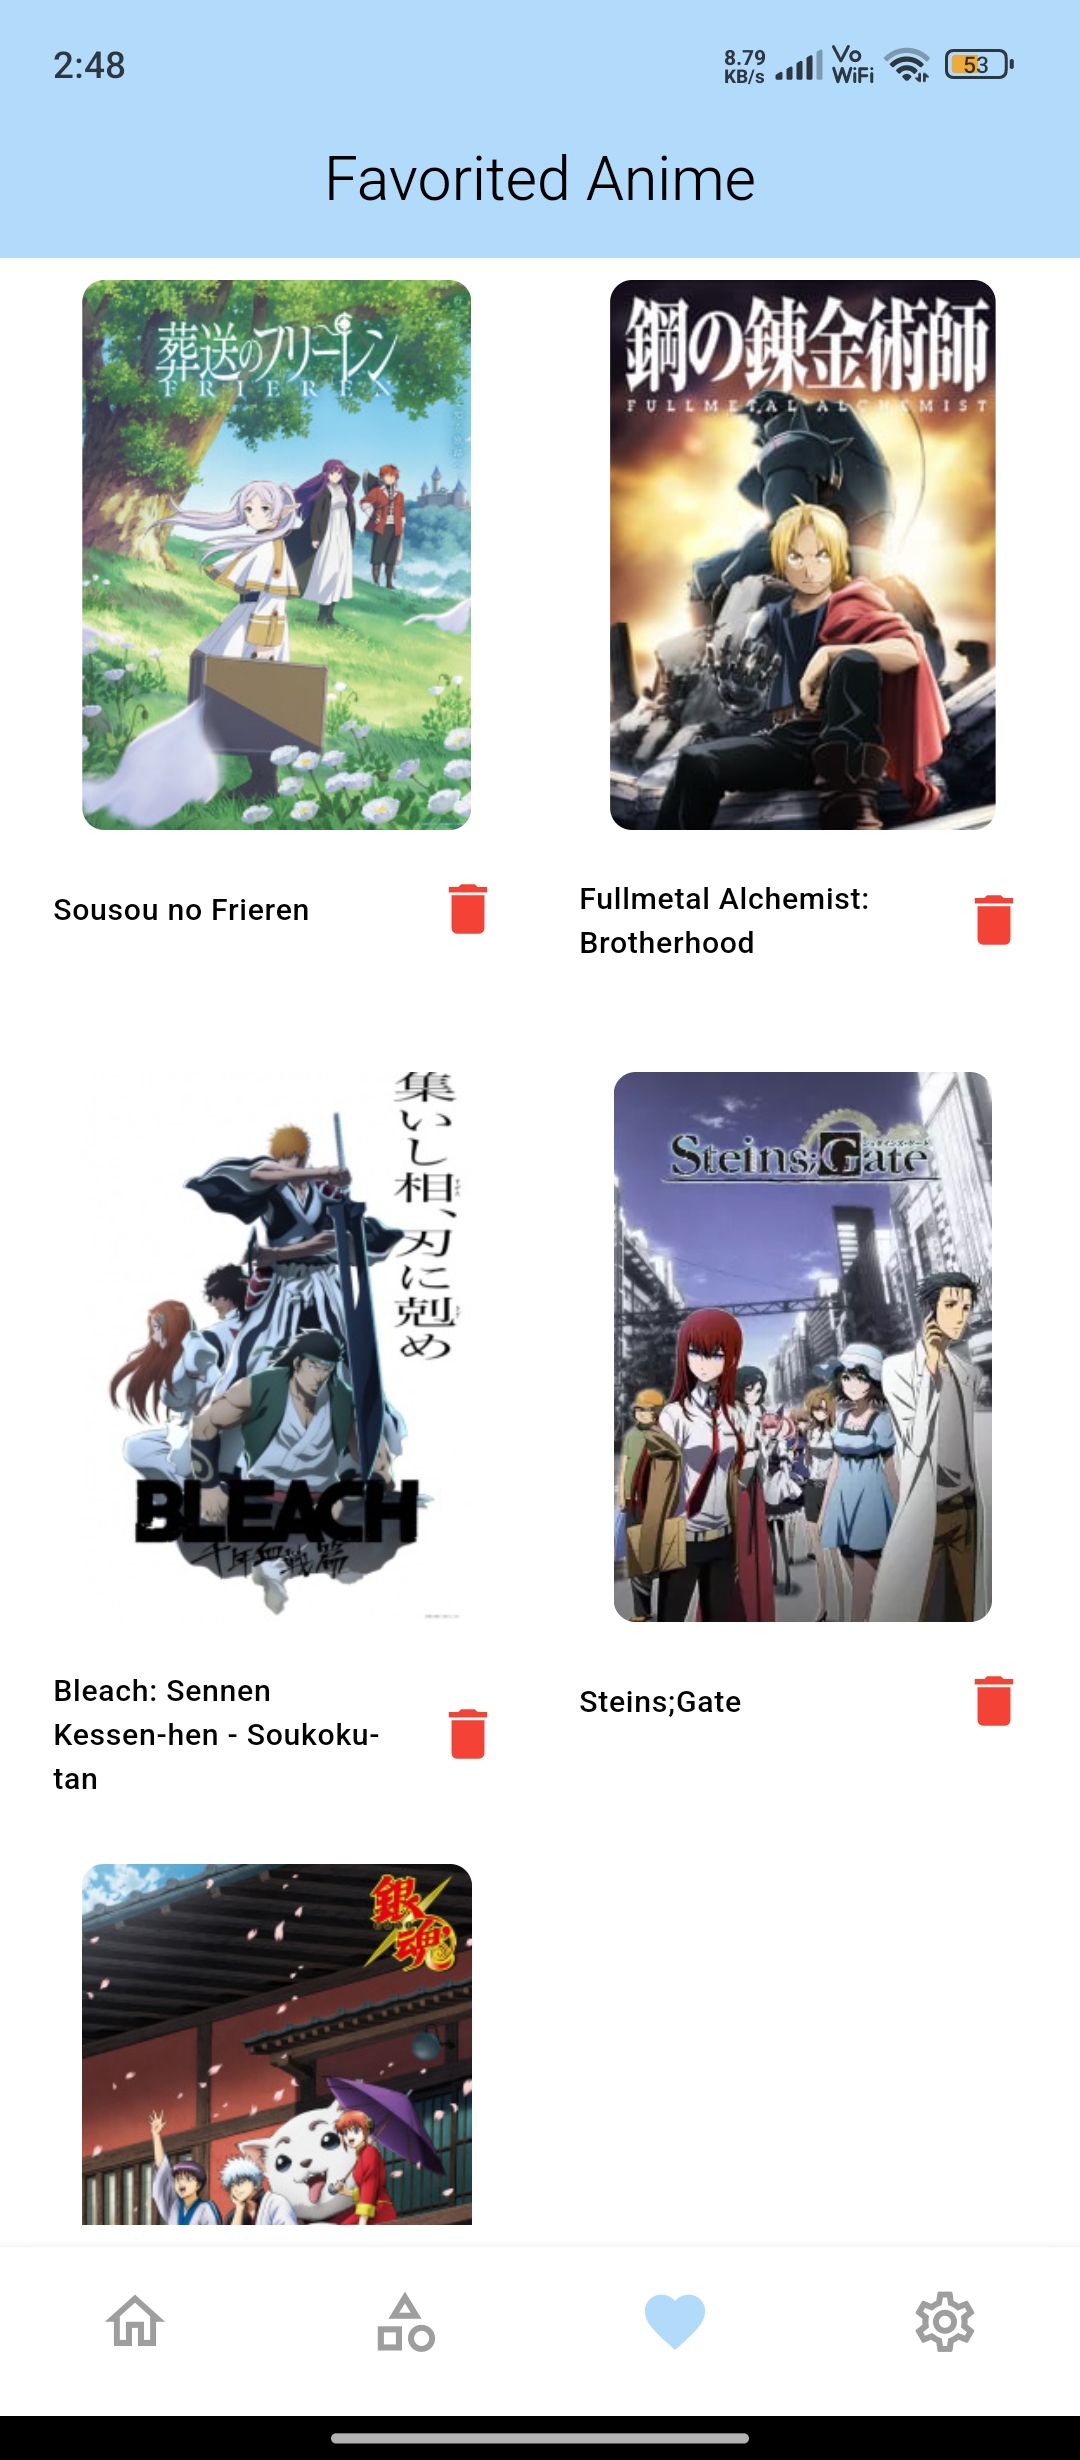 2:48
8.79
KB/s
Vo
WiFi
53
Favorited Anime
葬送のフリーレン
FRIEREN
鋼の錬金術師
FULLMETAL ALCHEMIST
Sousou no Frieren
Fullmetal Alchemist:
Brotherhood
集いし相、刃に剋め
BLEACH
千年血戦篇
Steins;Gate
Bleach: Sennen
Kessen-hen - Soukoku-
tan
Steins;Gate
銀魂